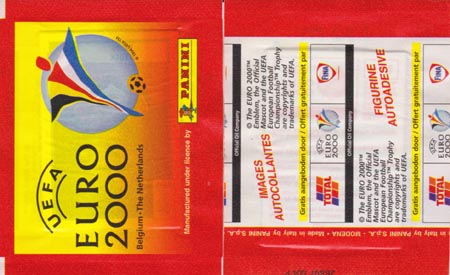 UEFA
EURO
2000
Belgium • The Netherlands
Manufactured under licence by PANINI
© The EURO 2000™
Emblem, the Official
Mascot and the UEFA
European Football
Championship™ Trophy
are copyrights and
trademarks of UEFA.
FIGURINE
AUTOADESIVE
Gratis aangeboden door / Offert gratuitement par
FINA
Official Oil Company
UEFA
EURO
2000
TOTAL
IMAGES
AUTOCOLLANTES
© The EURO 2000™
Emblem, the Official
Mascot and the UEFA
European Football
Championship™ Trophy
are copyrights and
trademarks of UEFA.
Gratis aangeboden door / Offert gratuitement par
FINA
Official Oil Company
UEFA
EURO
2000
TOTAL
by PANINI S.p.A. - MODENA • Made in Italy by PANINI S.p.A.